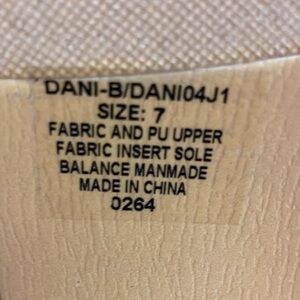 DANI-B/DANI04J1
SIZE: 7
FABRIC AND PU UPPER
FABRIC INSERT SOLE
BALANCE MANMADE
MADE IN CHINA
0264